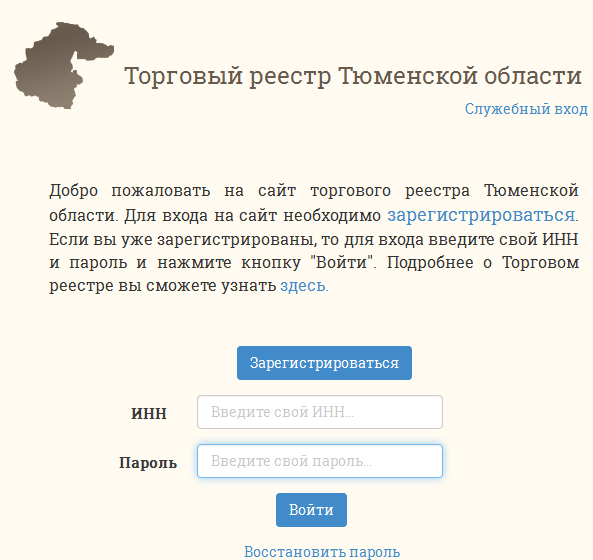 Торговый реестр Тюменской области
Служебный вход
Добро пожаловать на сайт торгового реестра Тюменской
области. Для входа на сайт необходимо зарегистрироваться.
Если вы уже зарегистрированы, то для входа введите свой ИНН
и пароль и нажмите кнопку "Войти". Подробнее о Торговом
реестре вы сможете узнать здесь.
Зарегистрироваться
ИНН Введите свой ИНН...
Пароль Введите свой пароль...
Войти
Восстановить пароль